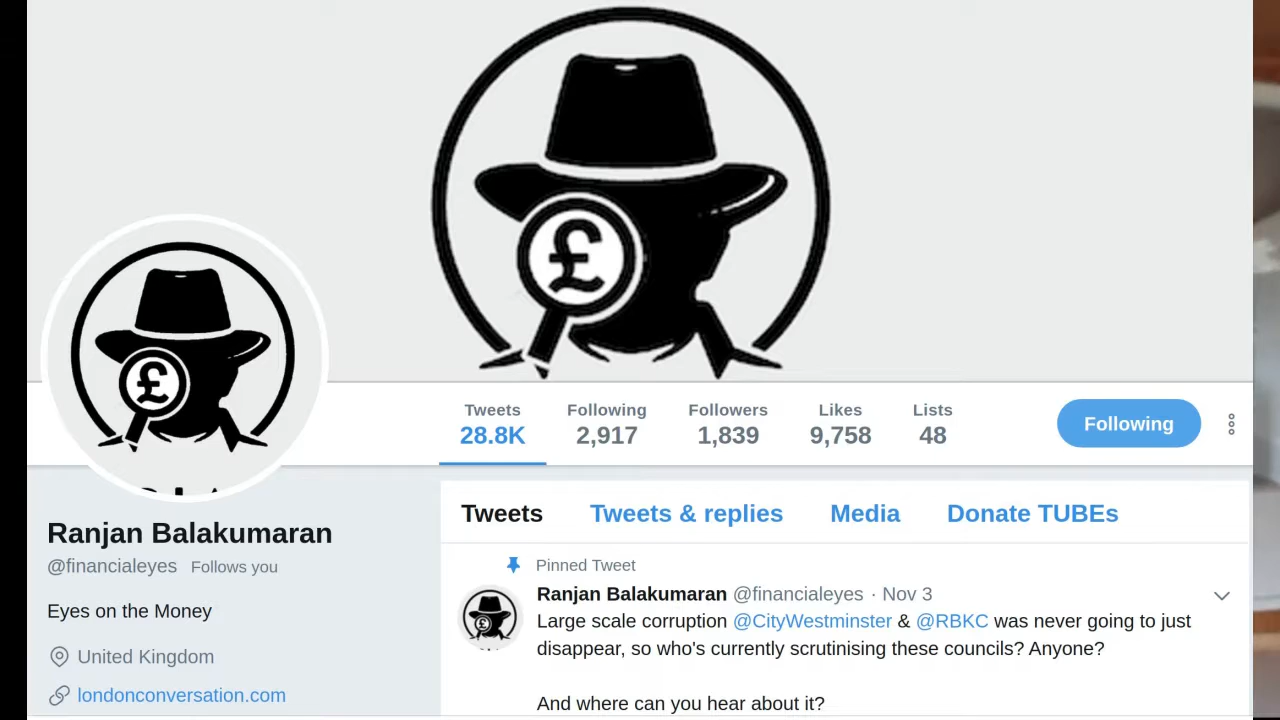 £
£
Tweets Following Followers Likes Lists
28.8K 2,917 1,839 9,758 48
Following
Ranjan Balakumaran
@financialeyes Follows you
Eyes on the Money
United Kingdom
londonconversation.com
Tweets Tweets & replies Media Donate TUBEs
Pinned Tweet
Ranjan Balakumaran @financialeyes · Nov 3
Large scale corruption @CityWestminster & @RBKC was never going to just
disappear, so who's currently scrutinising these councils? Anyone?
And where can you hear about it?